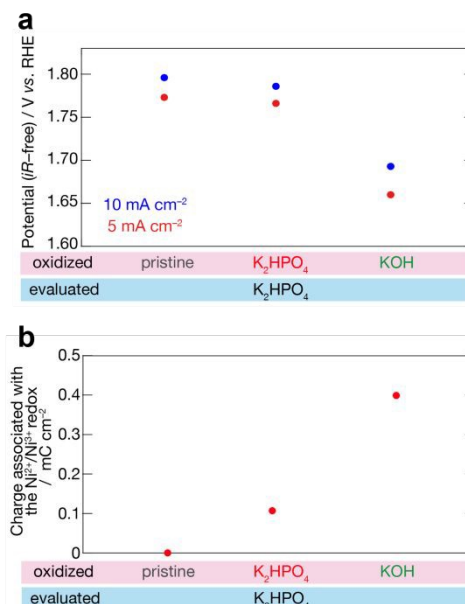 a
Potential (iR–free) / V vs. RHE
1.80
1.75
1.70
1.65
1.60
10 mA cm⁻²
5 mA cm⁻²
oxidized pristine K₂HPO₄ KOH
evaluated K₂HPO₄
b
Charge associated with
the Ni²⁺/Ni³⁺ redox
/ mC cm⁻²
0.5
0.4
0.3
0.2
0.1
0
oxidized pristine K₂HPO₄ KOH
evaluated K₂HPO₄